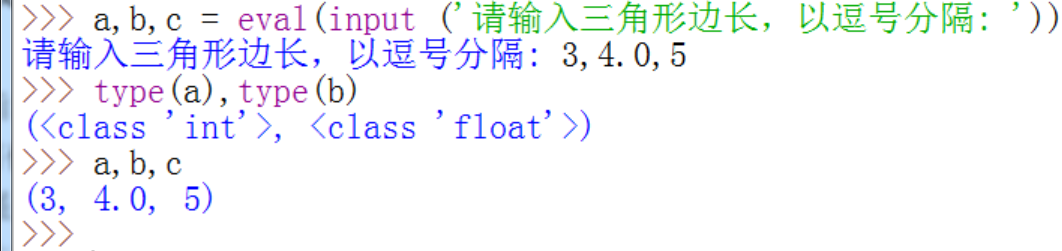 >>> a,b,c = eval(input ('请输入三角形边长，以逗号分隔: '))
请输入三角形边长，以逗号分隔: 3,4.0,5
>>> type(a),type(b)
(<class 'int'>, <class 'float'>)
>>> a,b,c
(3, 4.0, 5)
>>>